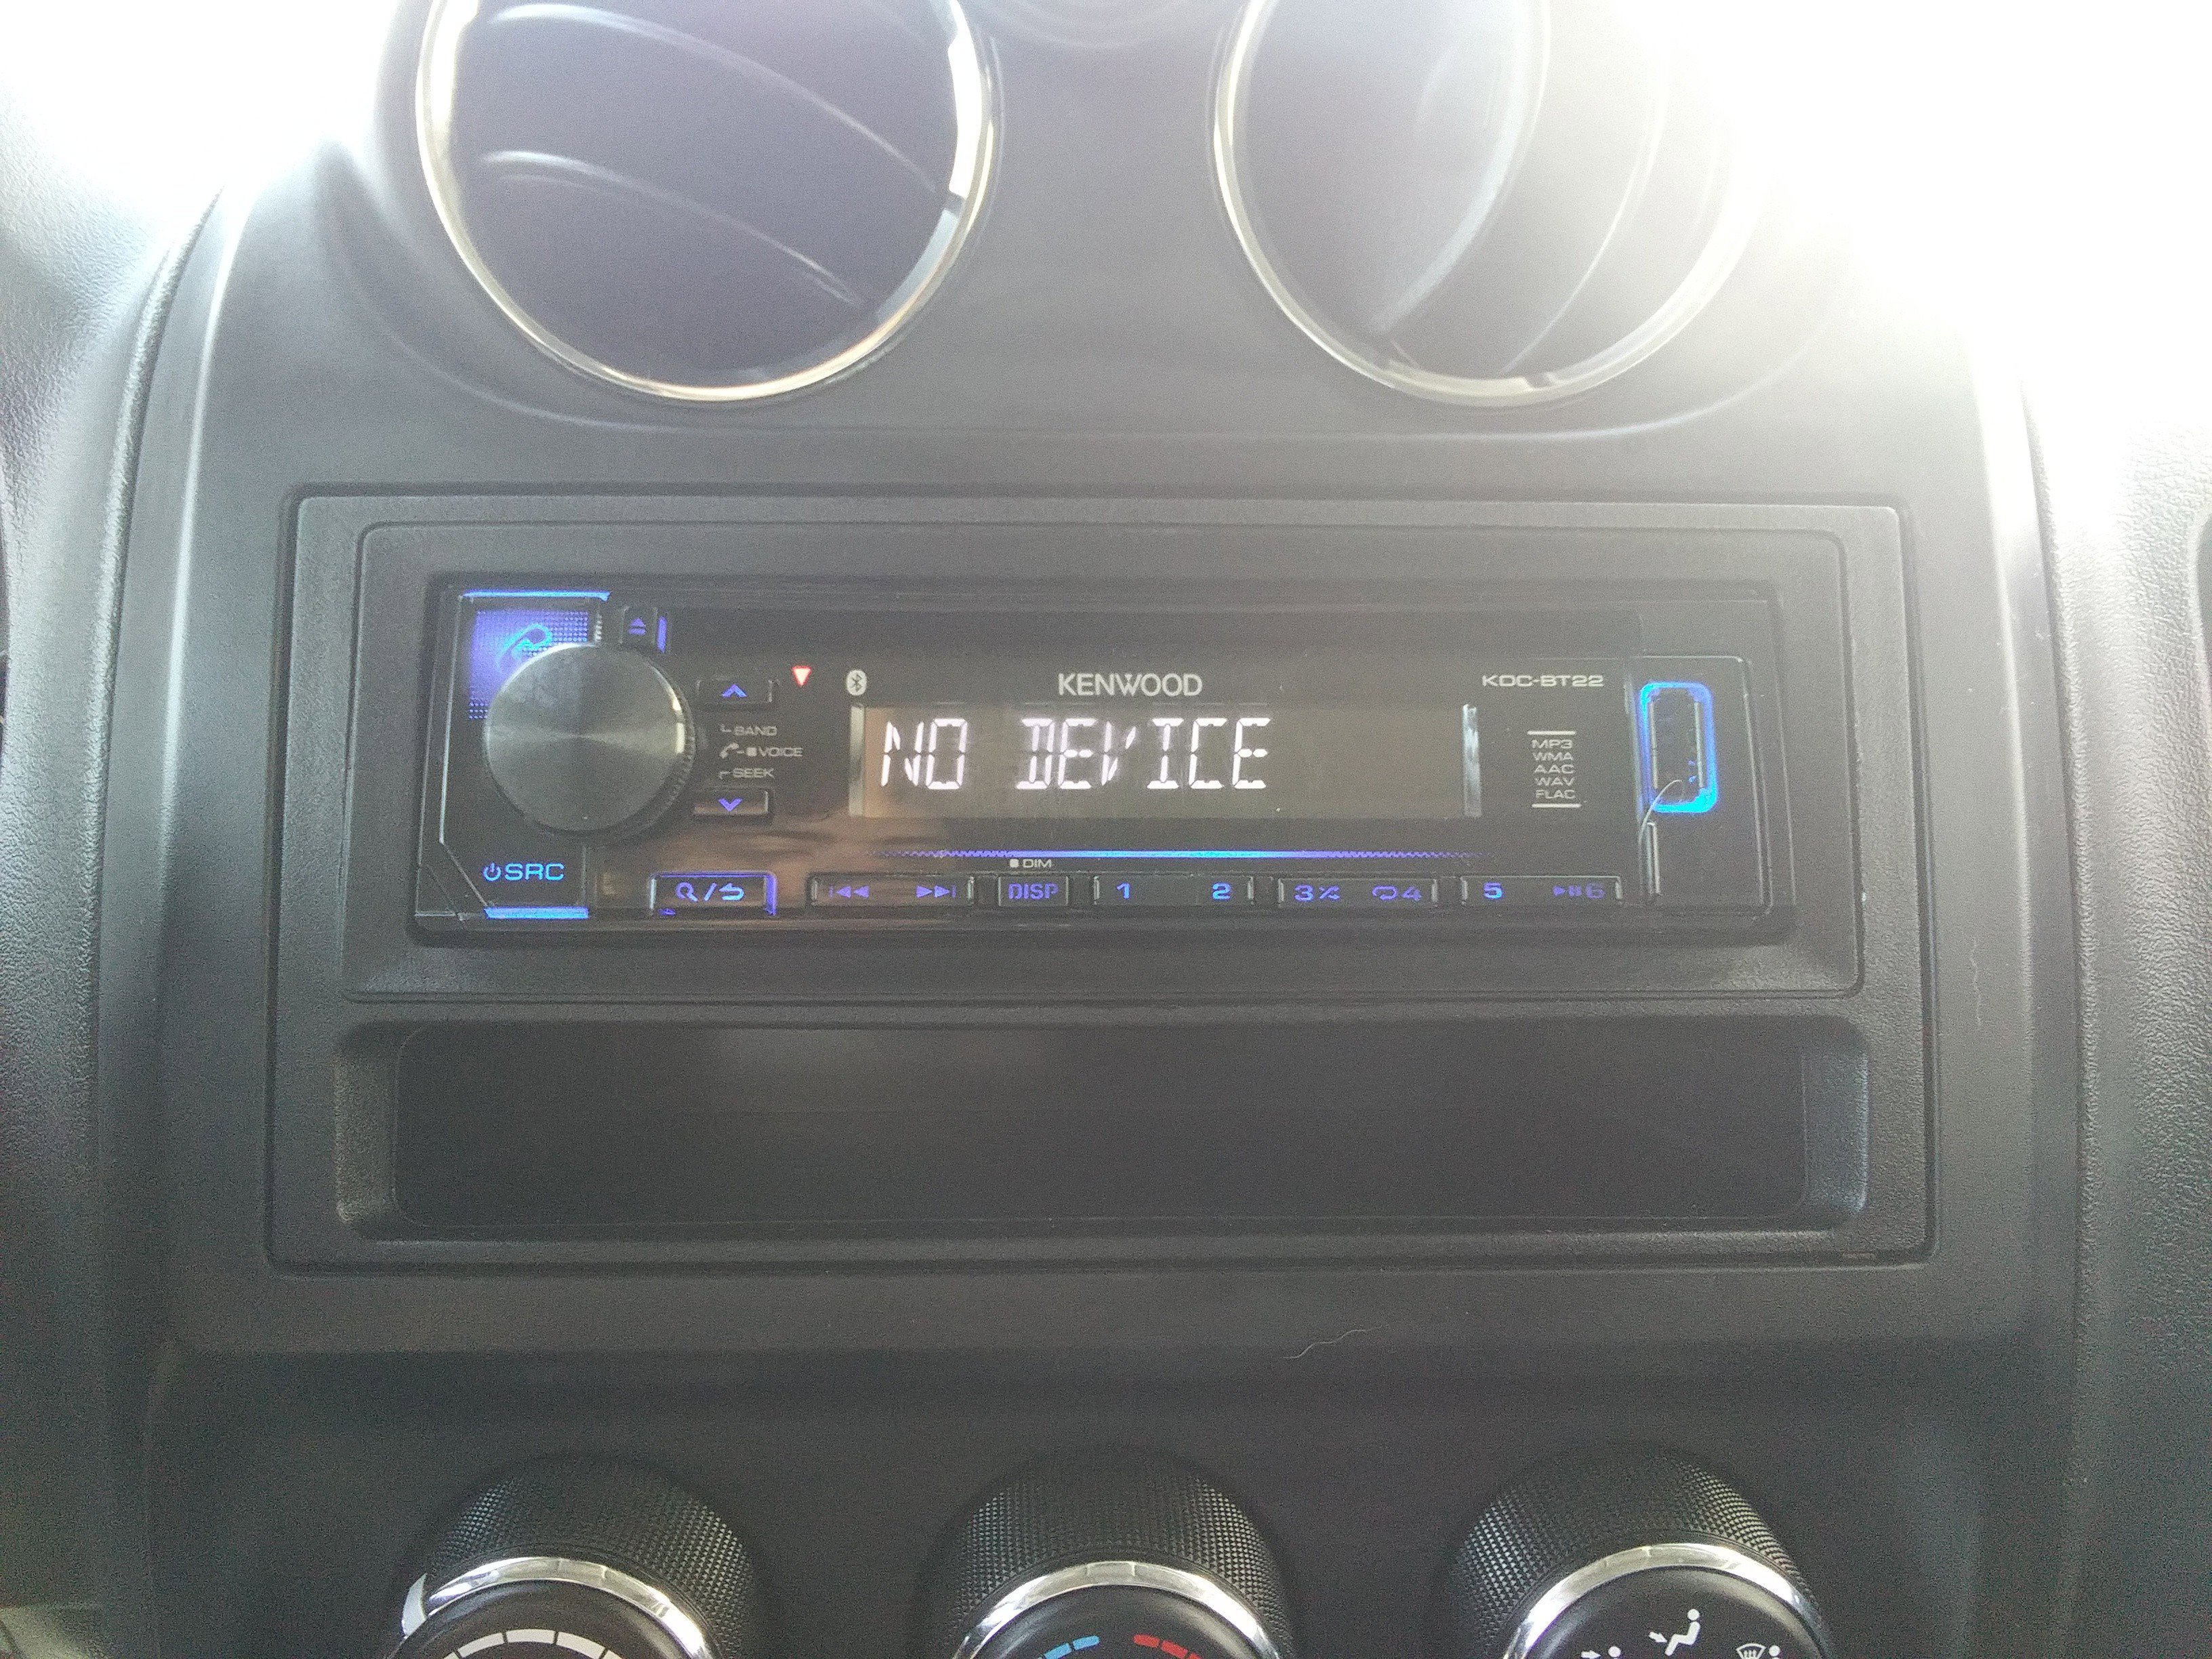 KENWOOD
KDC-BT22
BAND
VOICE
SEEK
NO DEVICE
MP3
WMA
AAC
WAV
FLAC
SRC
DIM
DISP
1
2
3
4
5
6